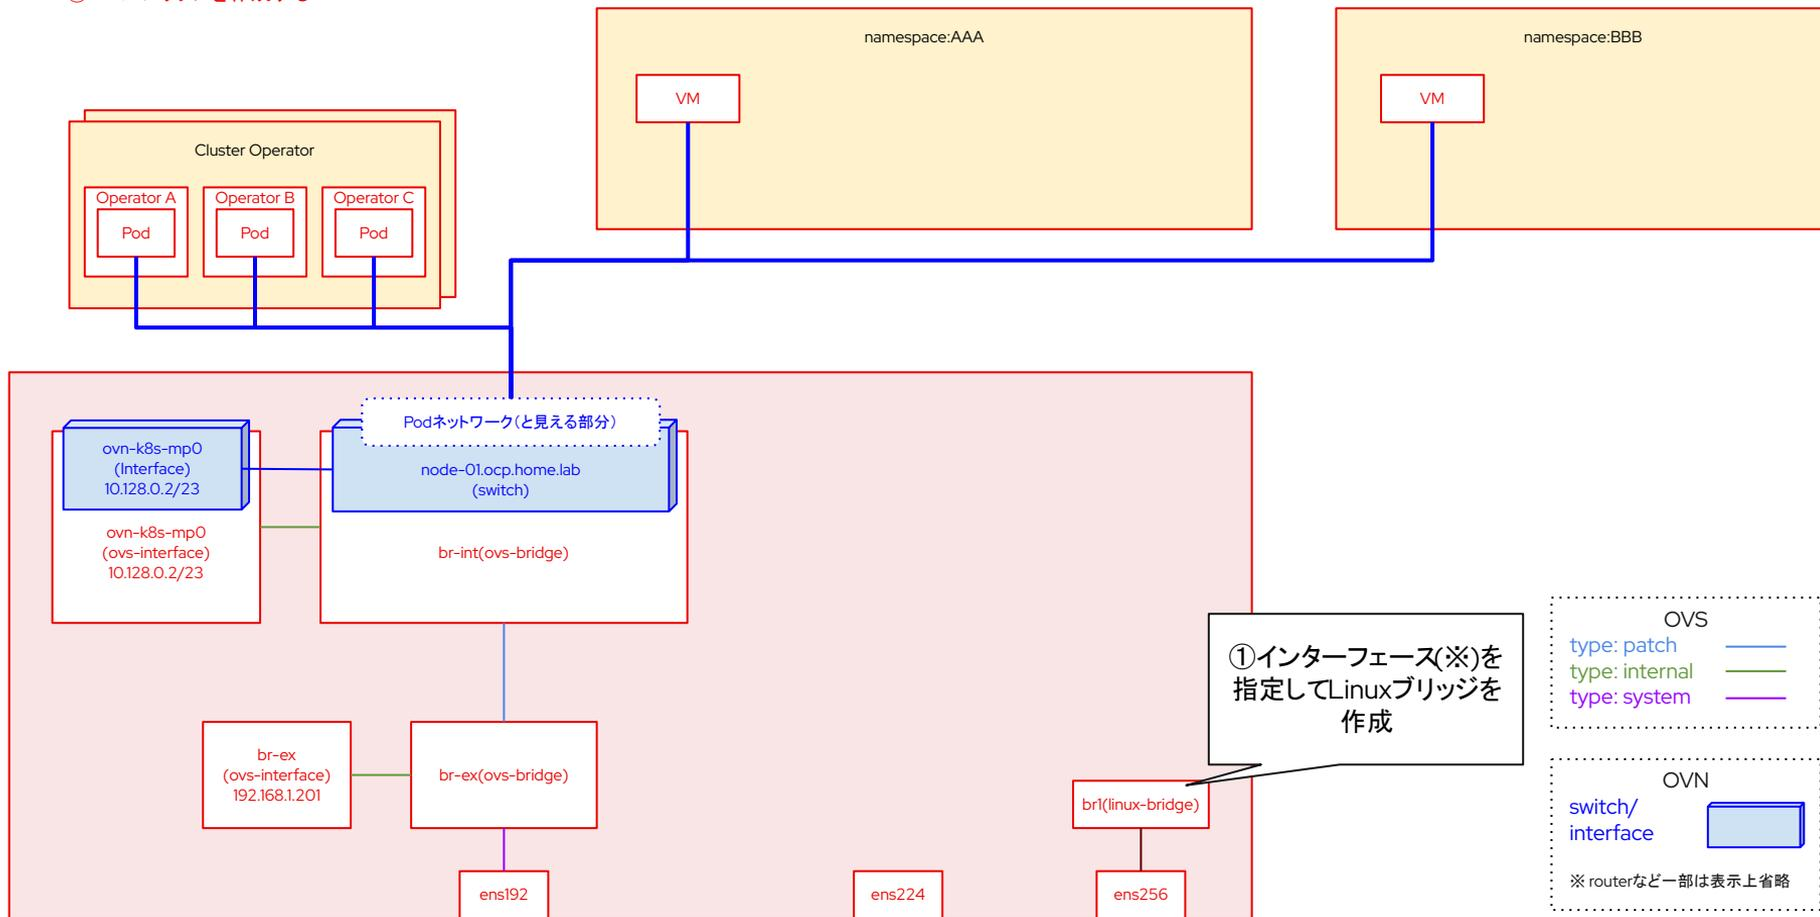 namespace:AAA
namespace:BBB
VM
VM
Cluster Operator
Operator A
Operator B
Operator C
Pod
Pod
Pod
Podネットワーク(と見える部分)
ovn-k8s-mp0
(Interface)
10.128.0.2/23
node-01.ocp.home.lab
(switch)
ovn-k8s-mp0
(ovs-interface)
10.128.0.2/23
br-int(ovs-bridge)
①インターフェース(※)を
指定してLinuxブリッジを
作成
OVS
type: patch
type: internal
type: system
br-ex
(ovs-interface)
192.168.1.201
br-ex(ovs-bridge)
br1(linux-bridge)
OVN
switch/
interface
※ routerなど一部は表示上省略
ens192
ens224
ens256